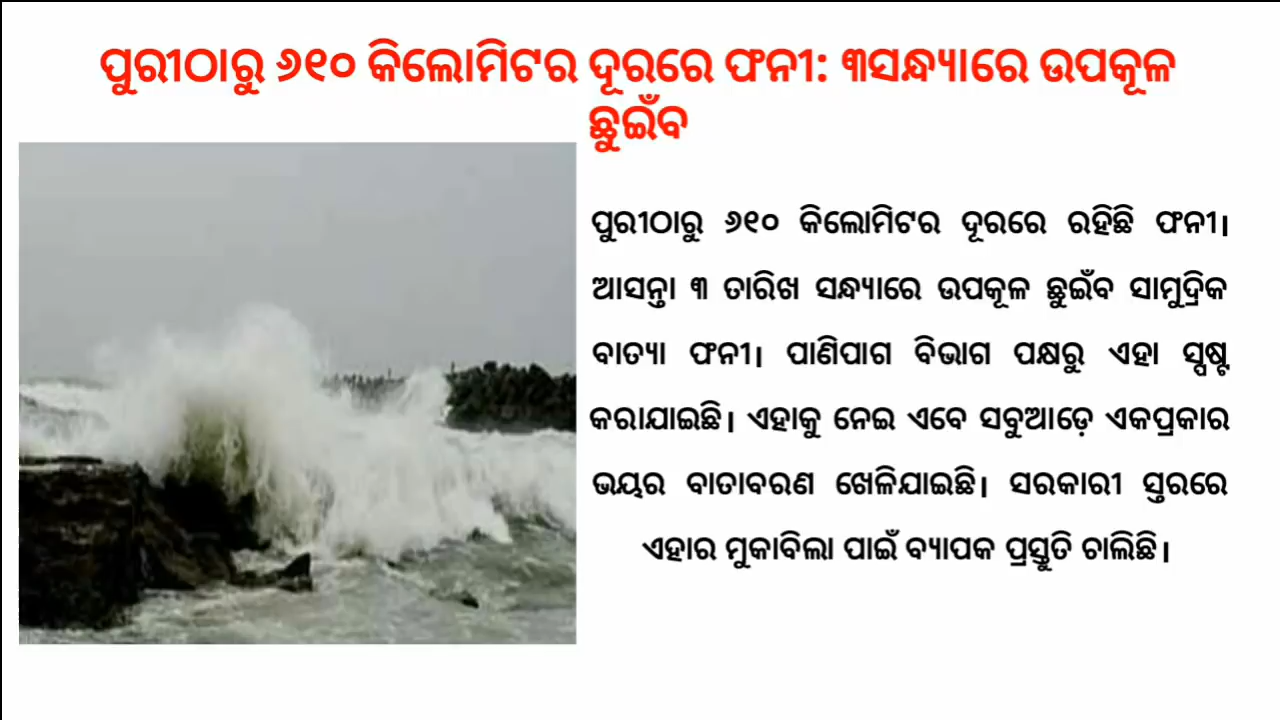 ପୁରୀଠାରୁ ୬୧୦ କିଲୋମିଟର ଦୂରରେ ଫନୀ: ୩ସନ୍ଧ୍ୟାରେ ଉପକୂଳ
ଛୁଇଁବ
ପୁରୀଠାରୁ ୬୧୦ କିଲୋମିଟର ଦୂରରେ ରହିଛି ଫନୀ।
ଆସନ୍ତା ୩ ତାରିଖ ସନ୍ଧ୍ୟାରେ ଉପକୂଳ ଛୁଇଁବ ସାମୁଦ୍ରିକ
ବାତ୍ୟା ଫନୀ। ପାଣିପାଗ ବିଭାଗ ପକ୍ଷରୁ ଏହା ସ୍ପଷ୍ଟ
କରାଯାଇଛି। ଏହାକୁ ନେଇ ଏବେ ସବୁଆଡ଼େ ଏକପ୍ରକାର
ଭୟର ବାତାବରଣ ଖେଳିଯାଇଛି। ସରକାରୀ ସ୍ତରରେ
ଏହାର ମୁକାବିଲା ପାଇଁ ବ୍ୟାପକ ପ୍ରସ୍ତୁତି ଚାଲିଛି।